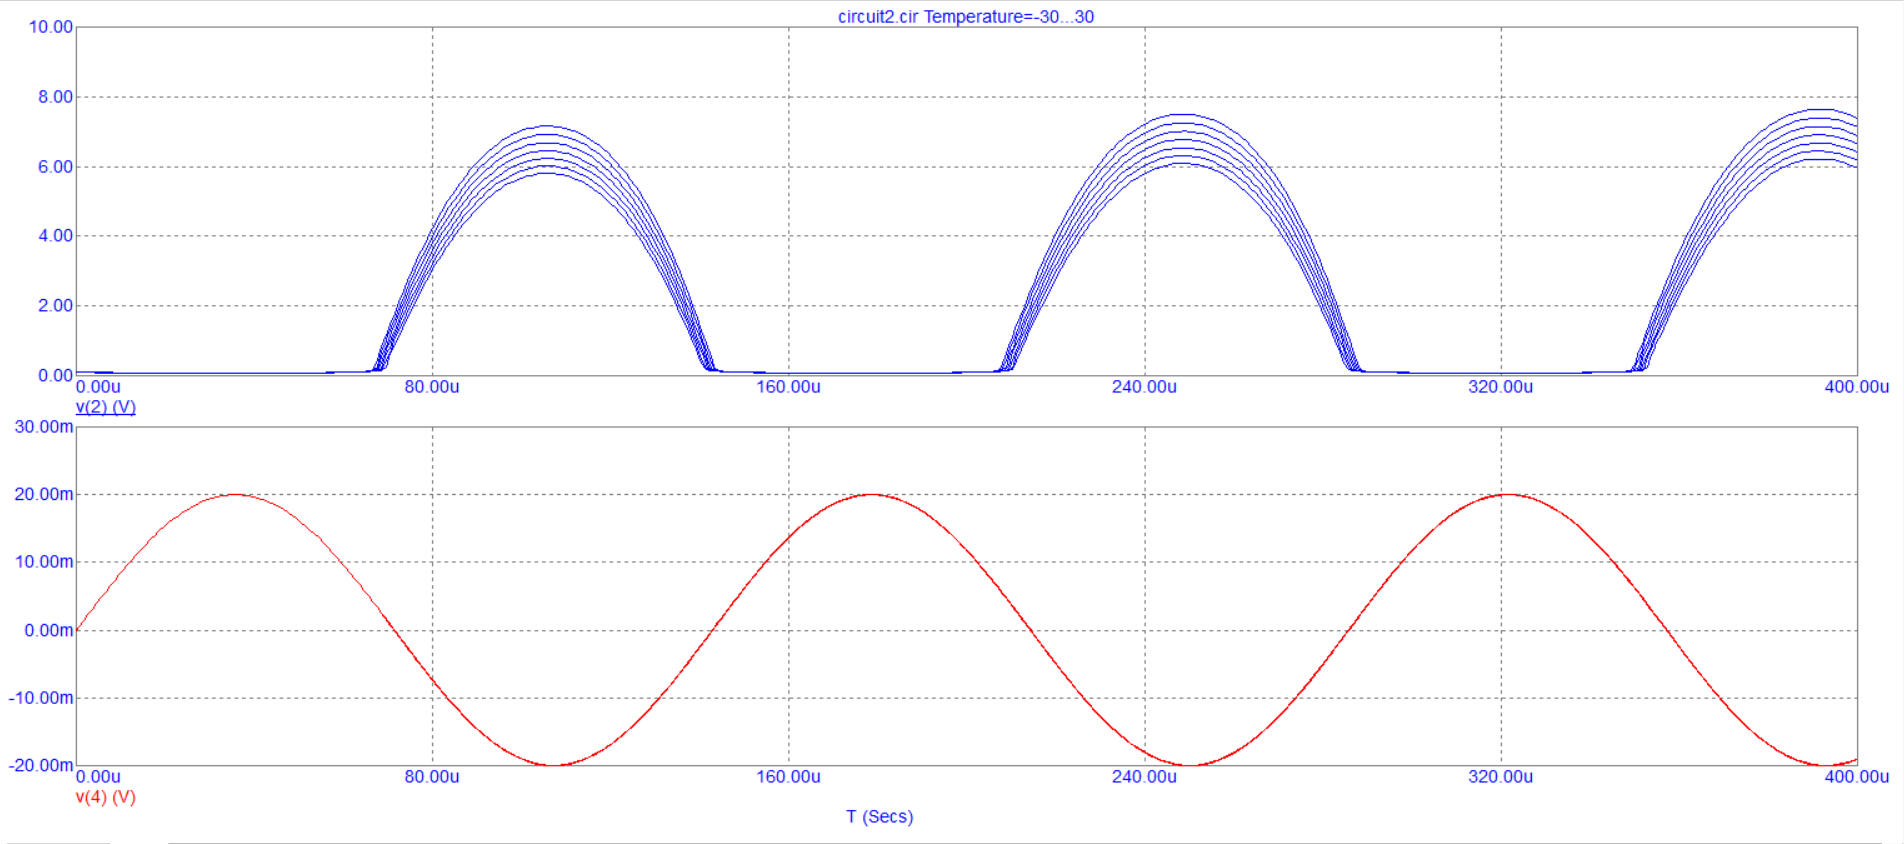 circuit2.cir Temperature=-30...30
10.00
8.00
6.00
4.00
2.00
0.00
0.00u 80.00u 160.00u 240.00u 320.00u 400.00u
v(2) (V)
30.00m
20.00m
10.00m
0.00m
-10.00m
-20.00m
0.00u 80.00u 160.00u 240.00u 320.00u 400.00u
v(4) (V)
T (Secs)